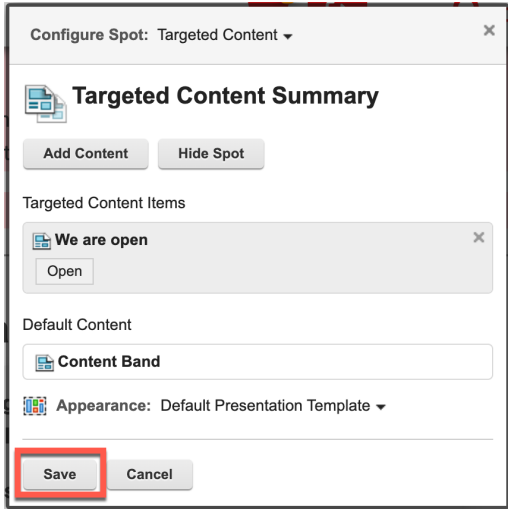 Configure Spot: Targeted Content
Targeted Content Summary
Add Content Hide Spot
Targeted Content Items
We are open
Open
Default Content
Content Band
Appearance: Default Presentation Template
Save Cancel